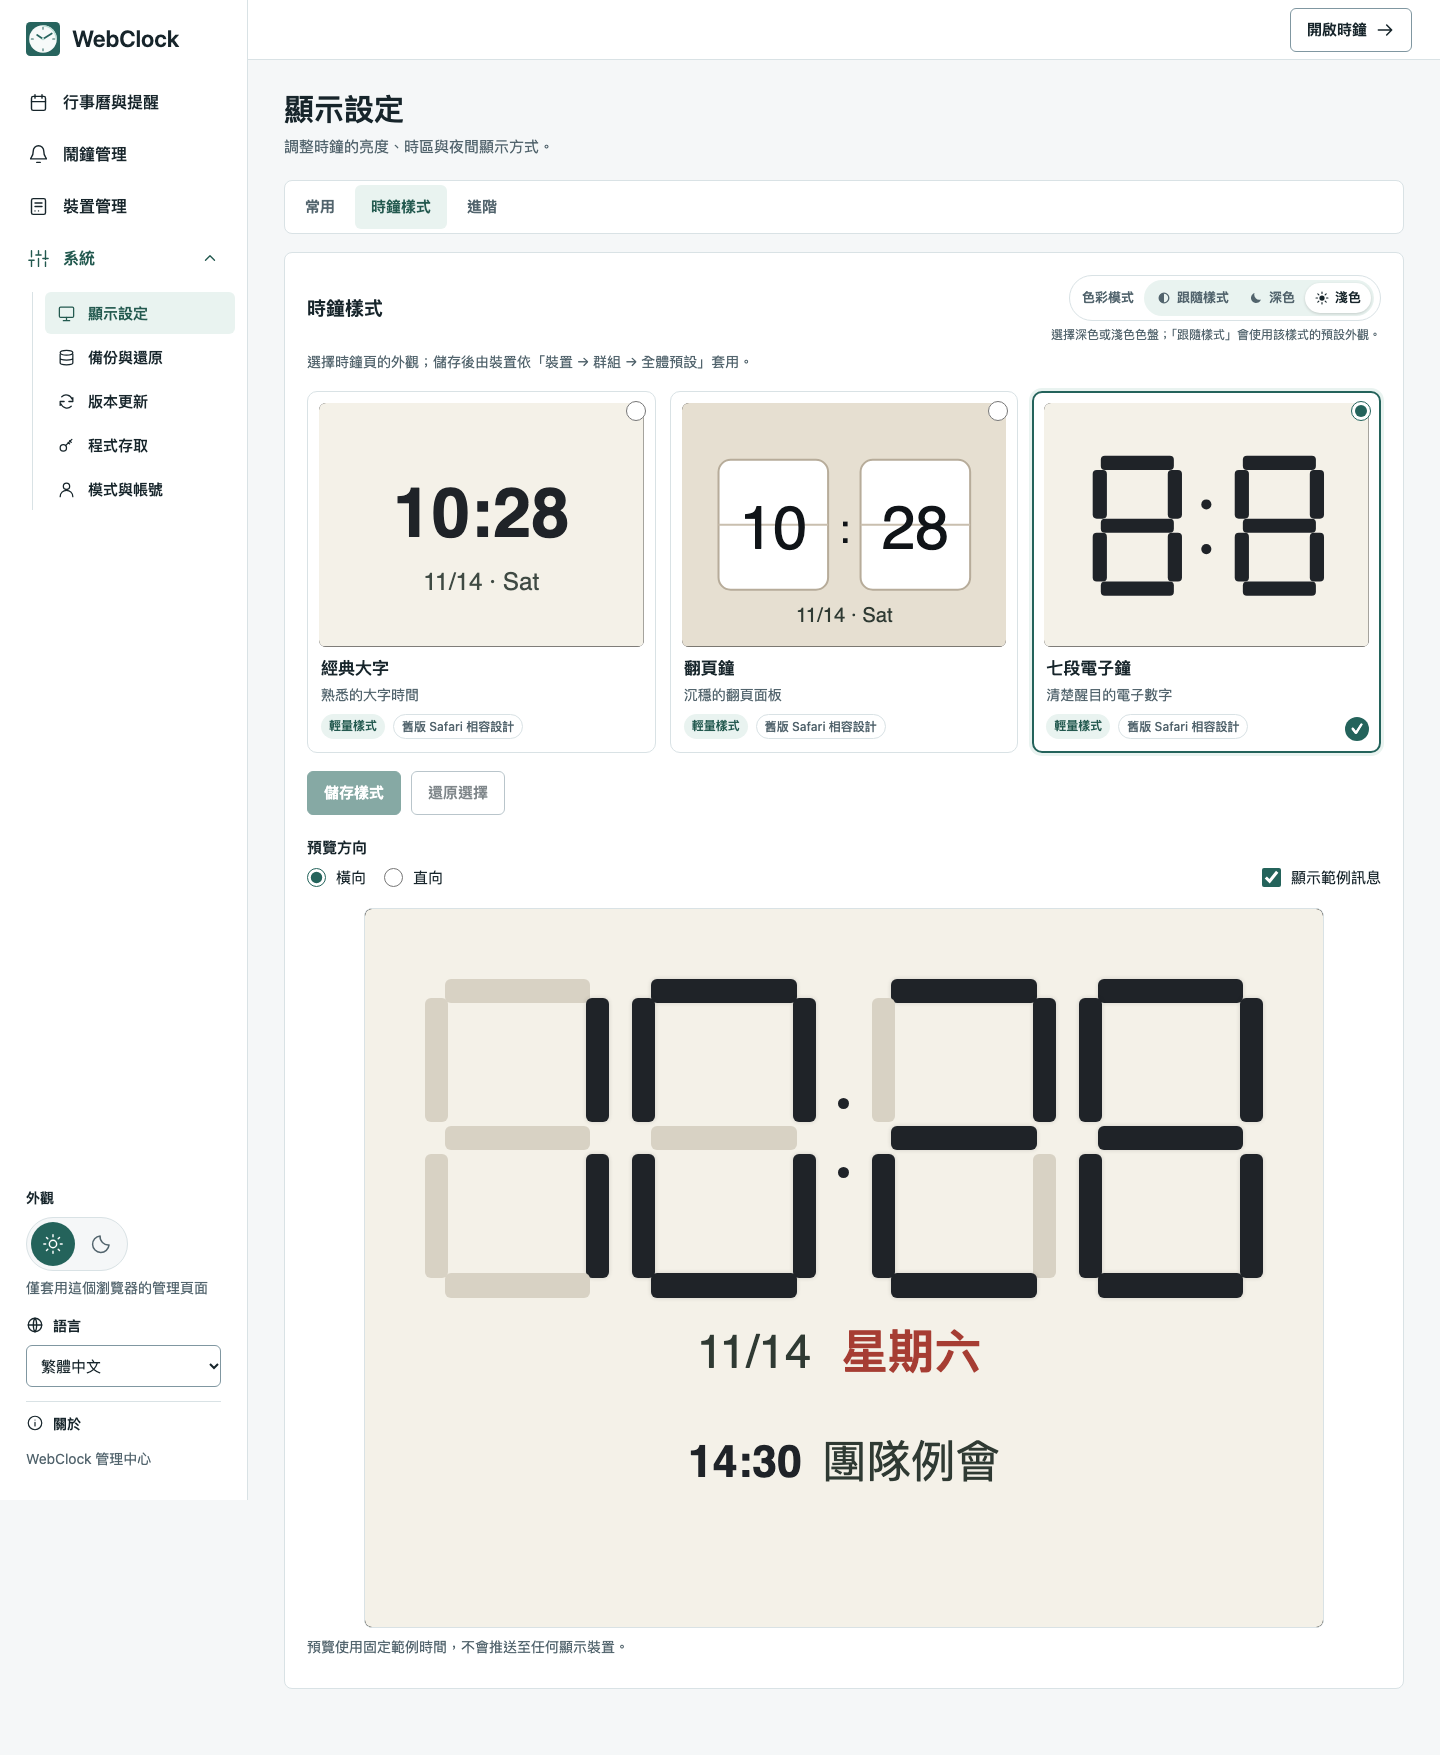 WebClock
開啟時鐘
行事曆與提醒
鬧鐘管理
裝置管理
系統
顯示設定
備份與還原
版本更新
程式存取
模式與帳號
外觀
僅套用這個瀏覽器的管理頁面
語言
繁體中文
關於
WebClock 管理中心
顯示設定
調整時鐘的亮度、時區與夜間顯示方式。
常用 時鐘樣式 進階
時鐘樣式
色彩模式 跟隨樣式 深色 淺色
選擇深色或淺色色盤；「跟隨樣式」會使用該樣式的預設外觀。
選擇時鐘頁的外觀；儲存後由裝置依「裝置 → 群組 → 全體預設」套用。
10:28
11/14 · Sat
經典大字
熟悉的大字時間
輕量樣式 舊版 Safari 相容設計
10 : 28
11/14 · Sat
翻頁鐘
沉穩的翻頁面板
輕量樣式 舊版 Safari 相容設計
8:8
七段電子鐘
清楚醒目的電子數字
輕量樣式 舊版 Safari 相容設計
儲存樣式 還原選擇
預覽方向
橫向 直向
顯示範例訊息
10:28
11/14 星期六
14:30 團隊例會
預覽使用固定範例時間，不會推送至任何顯示裝置。